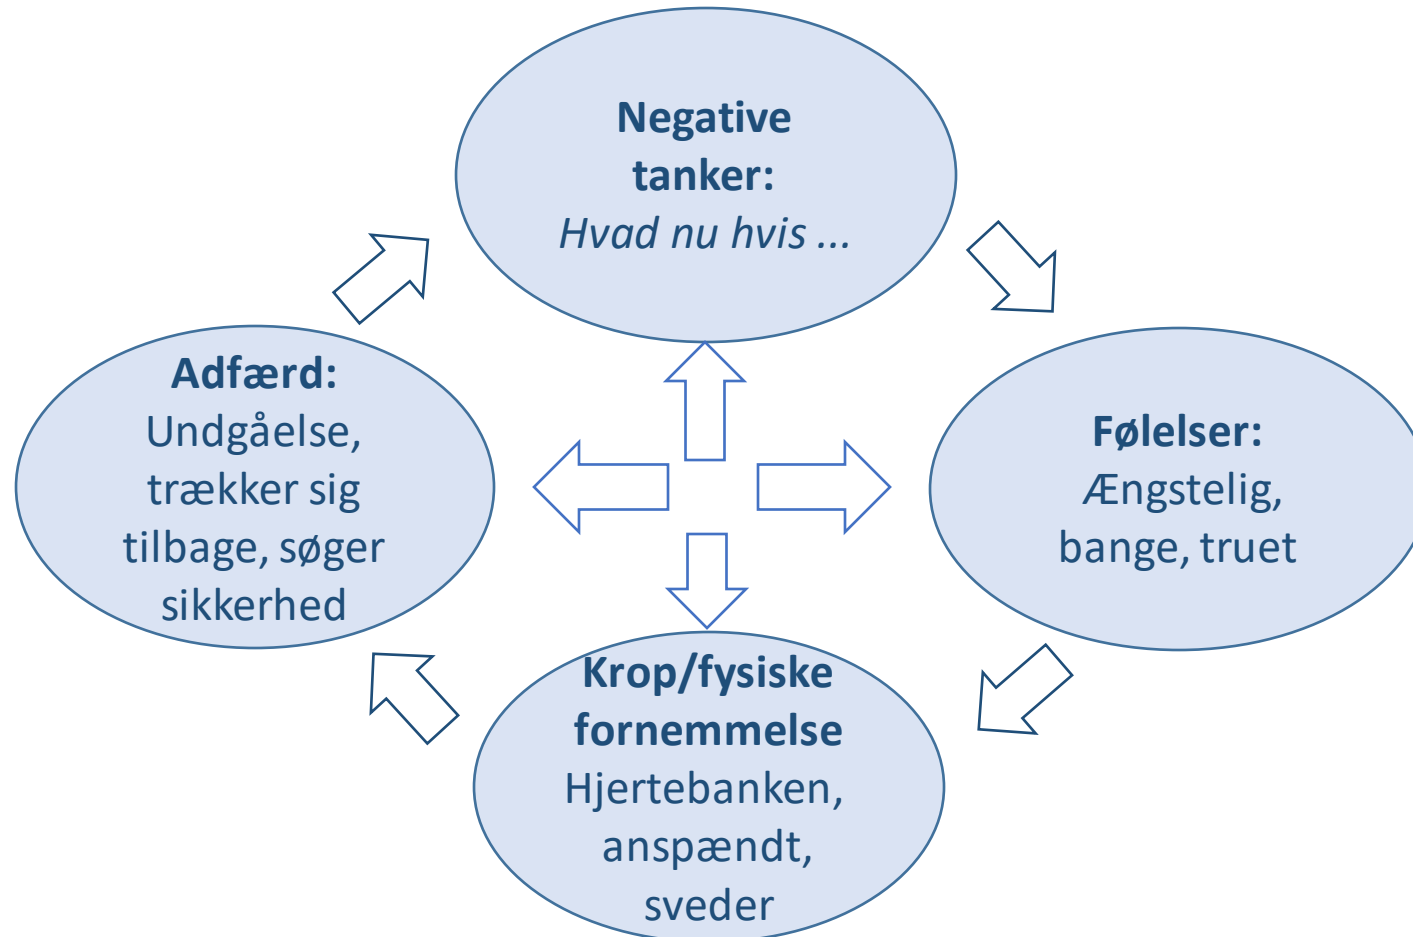 Negative
tanker:
Hvad nu hvis ...
Adfærd:
Undgåelse,
trækker sig
tilbage, søger
sikkerhed
Følelser:
Ængstelig,
bange, truet
Krop/fysiske
fornemmelse
Hjertebanken,
anspændt,
sveder